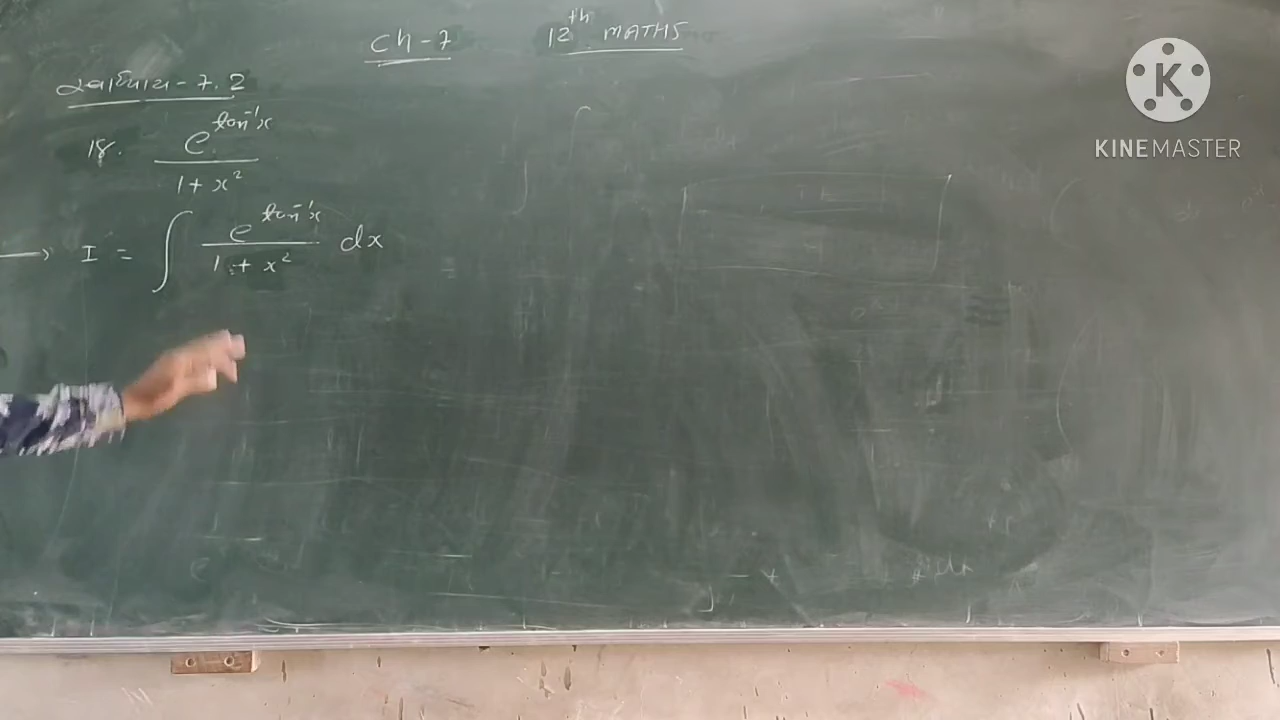 Ch-7 12th MATHS
સ્વાધ્યાય-7.2
18. e^tan⁻¹x / 1+x²
→ I = ∫ e^tan⁻¹x / 1+x² dx
K
KINEMASTER